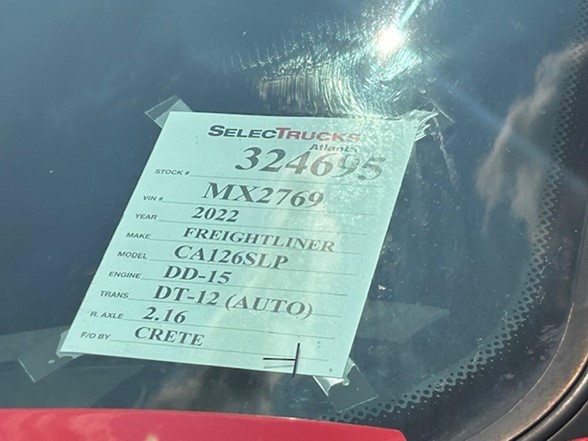 SELECTRUCKS
Atlanta
STOCK # 324695
VIN # MX2769
YEAR 2022
MAKE FREIGHTLINER
MODEL CA126SLP
ENGINE DD-15
TRANS DT-12 (AUTO)
R. AXLE 2.16
F/O BY CRETE